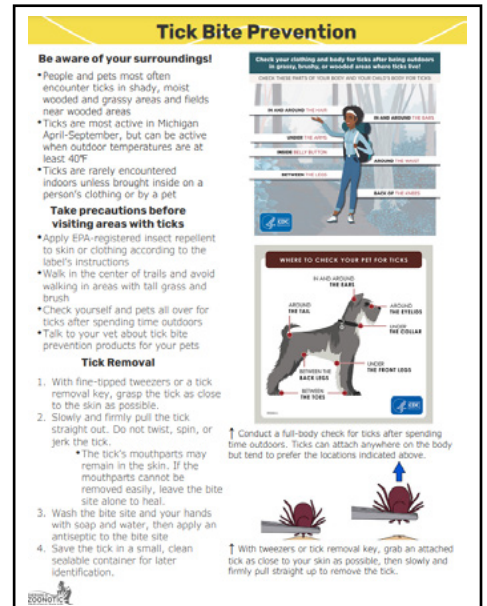 Tick Bite Prevention
Be aware of your surroundings!
•People and pets most often
encounter ticks in shady, moist
wooded and grassy areas and fields
near wooded areas
•Ticks are most active in Michigan
April-September, but can be active
when outdoor temperatures are at
least 40°F
•Ticks are rarely encountered
indoors unless brought inside on a
person's clothing or by a pet
Take precautions before
visiting areas with ticks
•Apply EPA-registered insect repellent
to skin or clothing according to the
label's instructions
•Walk in the center of trails and avoid
walking in areas with tall grass and
brush
•Check yourself and pets all over for
ticks after spending time outdoors
•Talk to your vet about tick bite
prevention products for your pets
Tick Removal
1. With fine-tipped tweezers or a tick
removal key, grasp the tick as close
to the skin as possible.
2. Slowly and firmly pull the tick
straight out. Do not twist, spin, or
jerk the tick.
•The tick's mouthparts may
remain in the skin. If the
mouthparts cannot be
removed easily, leave the bite
site alone to heal.
3. Wash the bite site and your hands
with soap and water, then apply an
antiseptic to the bite site
4. Save the tick in a small, clean
sealable container for later
identification.
ZOONOTIC
Check your clothing and body for ticks after being outdoors
in grassy, brushy, or wooded areas where ticks live!
CHECK THESE PARTS OF YOUR BODY AND YOUR CHILD'S BODY FOR TICKS
IN AND AROUND THE HAIR
IN AND AROUND THE EARS
UNDER THE ARMS
INSIDE BELLY BUTTON
AROUND THE WAIST
BETWEEN THE LEGS
BACK OF THE KNEES
CDC
WHERE TO CHECK YOUR PET FOR TICKS
IN AND AROUND
THE EARS
AROUND
THE TAIL
AROUND
THE EYELIDS
UNDER
THE COLLAR
UNDER
THE FRONT LEGS
BETWEEN THE
BACK LEGS
BETWEEN
THE TOES
CDC
↑ Conduct a full-body check for ticks after spending
time outdoors. Ticks can attach anywhere on the body
but tend to prefer the locations indicated above.
↑ With tweezers or tick removal key, grab an attached
tick as close to your skin as possible, then slowly and
firmly pull straight up to remove the tick.